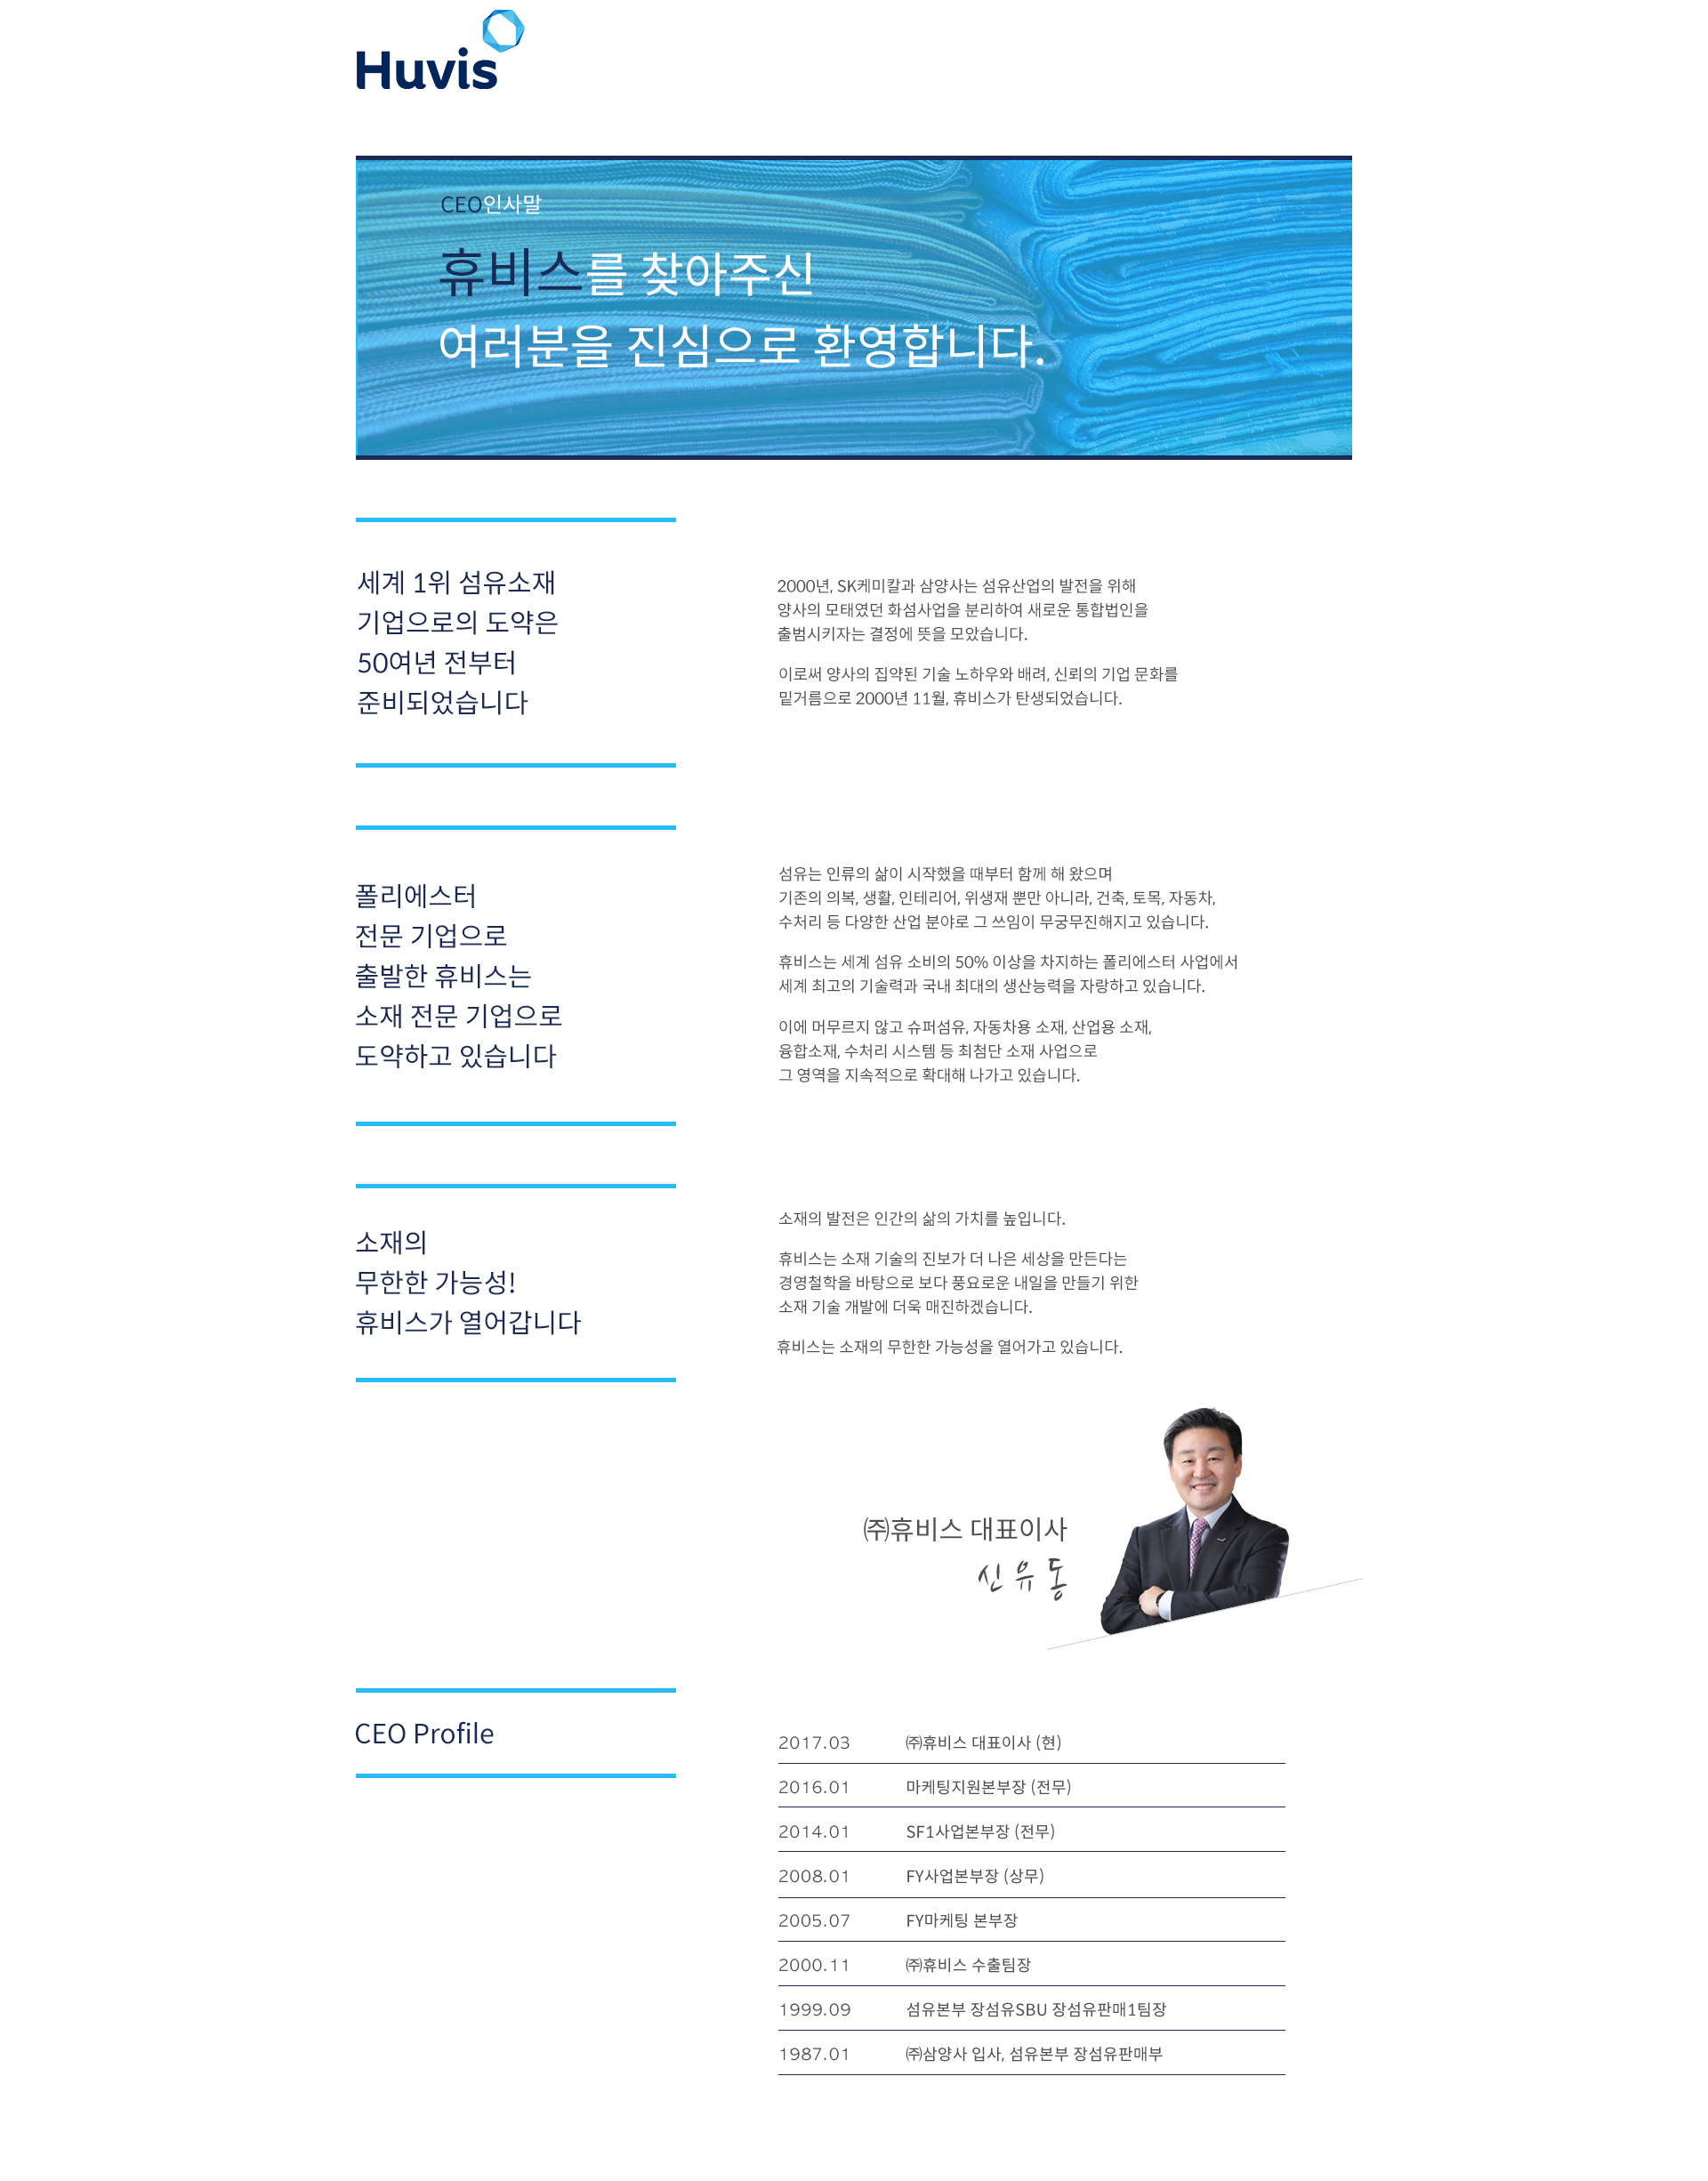 Huvis
CEO인사말
휴비스를 찾아주신
여러분을 진심으로 환영합니다.
세계 1위 섬유소재
기업으로의 도약은
50여년 전부터
준비되었습니다
2000년, SK케미칼과 삼양사는 섬유산업의 발전을 위해
양사의 모태였던 화섬사업을 분리하여 새로운 통합법인을
출범시키자는 결정에 뜻을 모았습니다.
이로써 양사의 집약된 기술 노하우와 배려, 신뢰의 기업 문화를
밑거름으로 2000년 11월, 휴비스가 탄생되었습니다.
폴리에스터
전문 기업으로
출발한 휴비스는
소재 전문 기업으로
도약하고 있습니다
섬유는 인류의 삶이 시작했을 때부터 함께 해 왔으며
기존의 의복, 생활, 인테리어, 위생재 뿐만 아니라, 건축, 토목, 자동차,
수처리 등 다양한 산업 분야로 그 쓰임이 무궁무진해지고 있습니다.
휴비스는 세계 섬유 소비의 50% 이상을 차지하는 폴리에스터 사업에서
세계 최고의 기술력과 국내 최대의 생산능력을 자랑하고 있습니다.
이에 머무르지 않고 슈퍼섬유, 자동차용 소재, 산업용 소재,
융합소재, 수처리 시스템 등 최첨단 소재 사업으로
그 영역을 지속적으로 확대해 나가고 있습니다.
소재의
무한한 가능성!
휴비스가 열어갑니다
소재의 발전은 인간의 삶의 가치를 높입니다.
휴비스는 소재 기술의 진보가 더 나은 세상을 만든다는
경영철학을 바탕으로 보다 풍요로운 내일을 만들기 위한
소재 기술 개발에 더욱 매진하겠습니다.
휴비스는 소재의 무한한 가능성을 열어가고 있습니다.
㈜휴비스 대표이사
신유동
CEO Profile
2017.03 ㈜휴비스 대표이사 (현)
2016.01 마케팅지원본부장 (전무)
2014.01 SF1사업본부장 (전무)
2008.01 FY사업본부장 (상무)
2005.07 FY마케팅 본부장
2000.11 ㈜휴비스 수출팀장
1999.09 섬유본부 장섬유SBU 장섬유판매1팀장
1987.01 ㈜삼양사 입사, 섬유본부 장섬유판매부